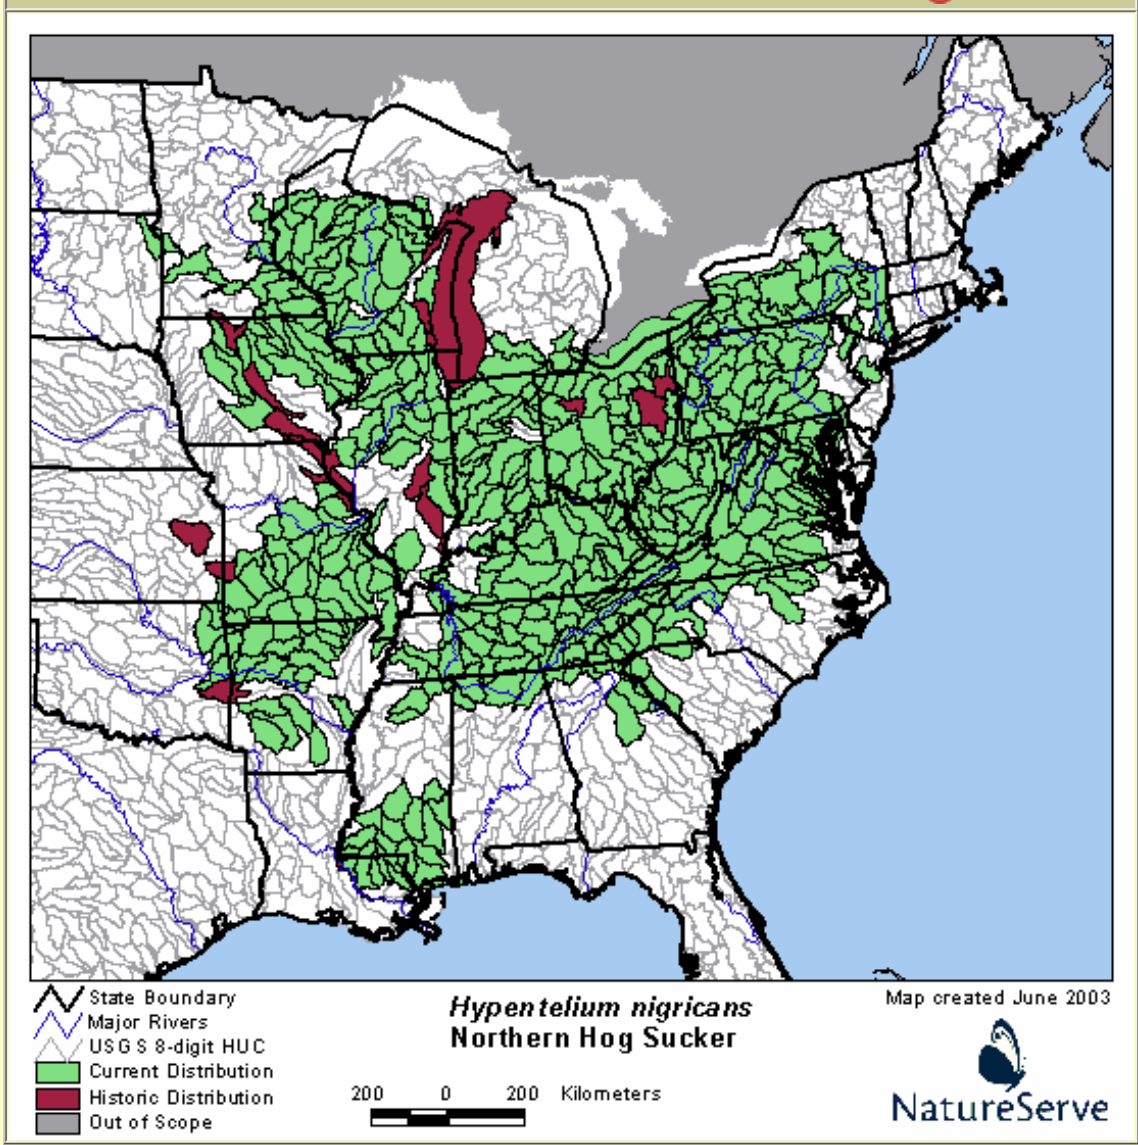 State Boundary
Major Rivers
USGS 8-digit HUC
Current Distribution
Historic Distribution
Out of Scope
Hypentelium nigricans
Northern Hog Sucker
200 0 200 Kilometers
Map created June 2003
NatureServe